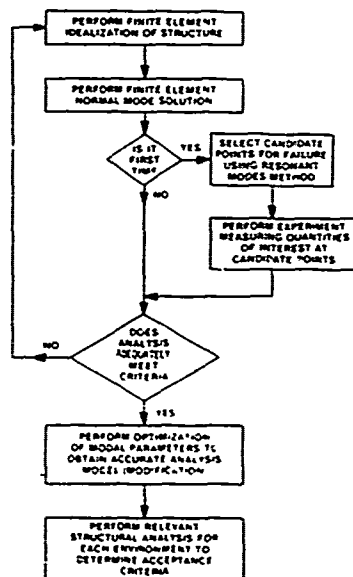 PERFORM FINITE ELEMENT
IDEALIZATION OF STRUCTURE
PERFORM FINITE ELEMENT
NORMAL MODE SOLUTION
IS IT
FIRST
TIME
YES
SELECT CANDIDATE
POINTS FOR FAILURE
USING RESONANT
MODES METHOD
NO
PERFORM EXPERIMENT
MEASURING QUANTITIES
OF INTEREST AT
CANDIDATE POINTS
DOES
ANALYSIS
ADEQUATELY
MEET
CRITERIA
NO
YES
PERFORM OPTIMIZATION
OF MODAL PARAMETERS TO
OBTAIN ACCURATE ANALYSIS
MODEL (MODIFICATION
PERFORM RELEVANT
STRUCTURAL ANALYSIS FOR
EACH ENVIRONMENT TO
DETERMINE ACCEPTANCE
CRITERIA